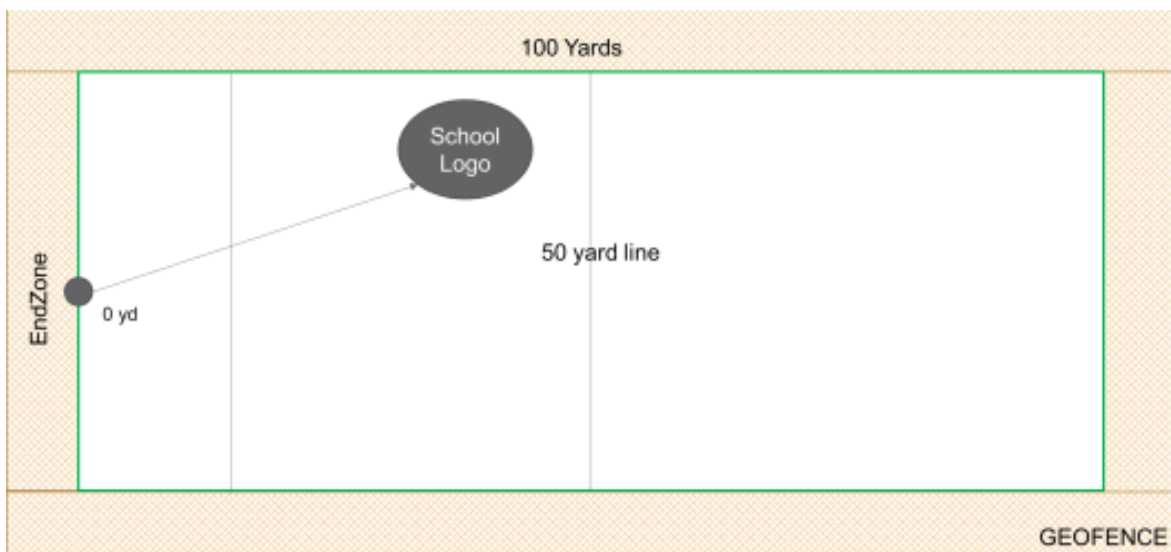 100 Yards
School
Logo
50 yard line
EndZone
0 yd
GEOFENCE